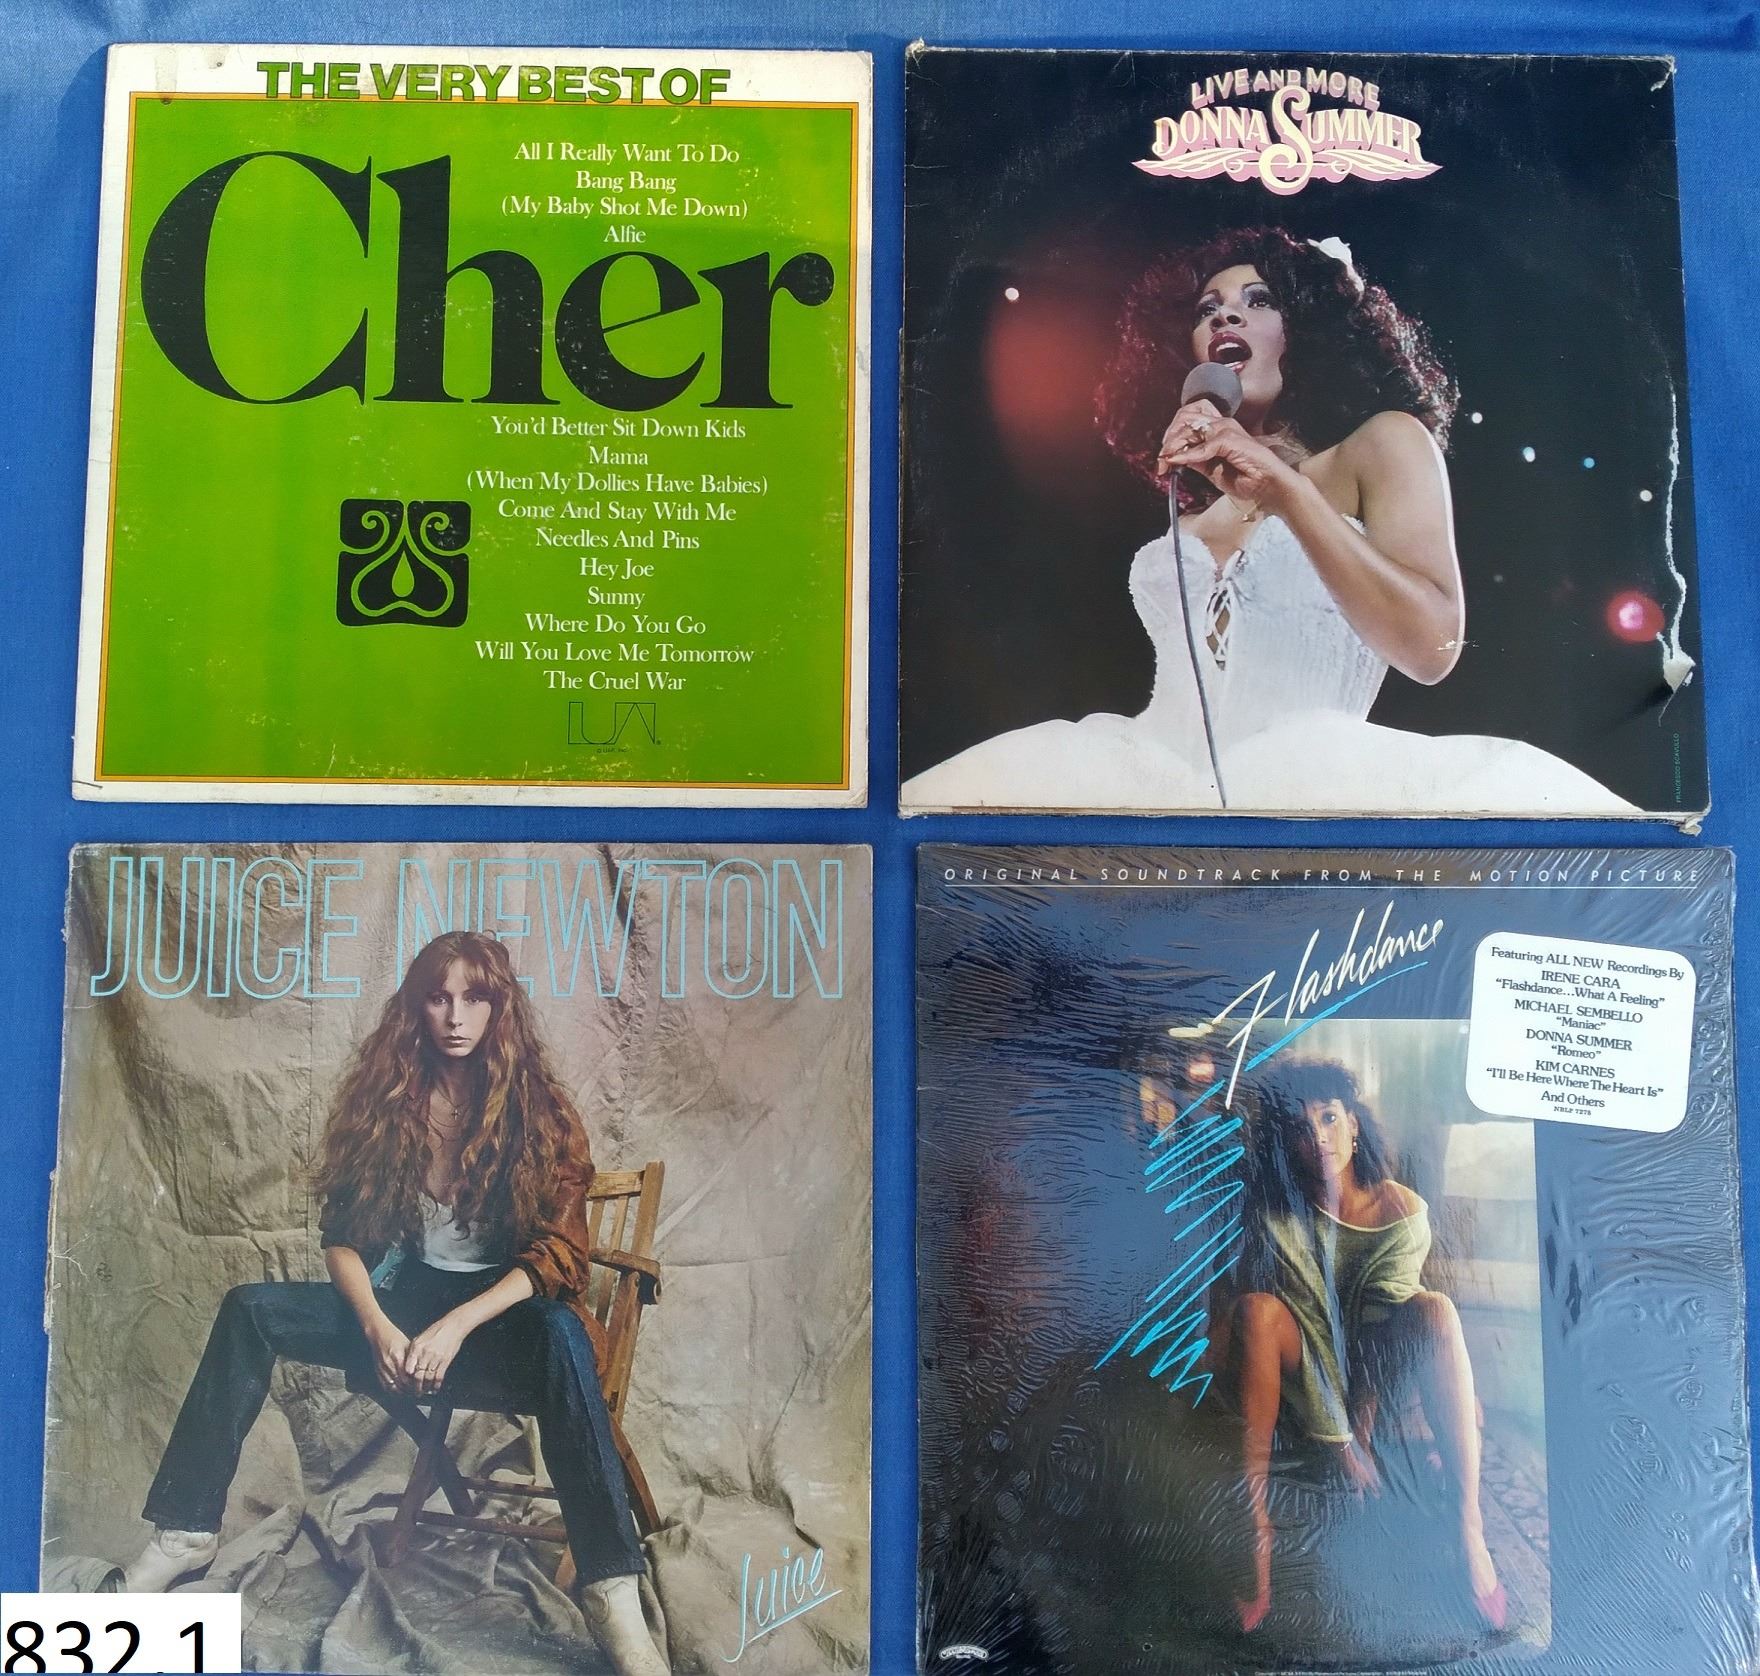 THE VERY BEST OF
Cher
All I Really Want To Do
Bang Bang
(My Baby Shot Me Down)
Alfie
You'd Better Sit Down Kids
Mama
(When My Dollies Have Babies)
Come And Stay With Me
Needles And Pins
Hey Joe
Sunny
Where Do You Go
Will You Love Me Tomorrow
The Cruel War
UA
LIVE AND MORE
DONNA SUMMER
FRANCESCO SCAVULLO
JUICE NEWTON
Juice
ORIGINAL SOUNDTRACK FROM THE MOTION PICTURE
Flashdance
Featuring ALL NEW Recordings By
IRENE CARA
"Flashdance...What A Feeling"
MICHAEL SEMBELLO
"Maniac"
DONNA SUMMER
"Romeo"
KIM CARNES
"I'll Be Here Where The Heart Is"
And Others
NBLP 7278
832.1